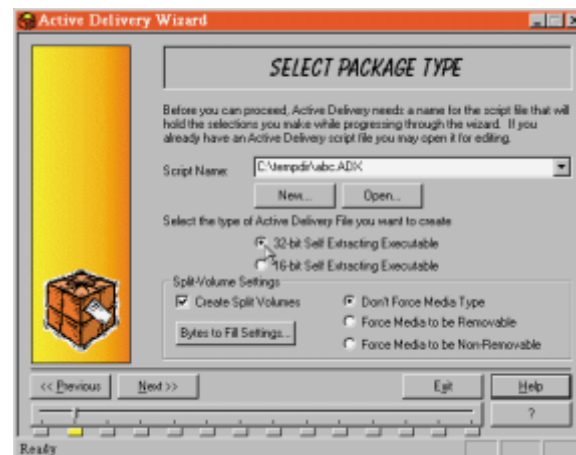 Active Delivery Wizard
SELECT PACKAGE TYPE
Before you can proceed, Active Delivery needs a name for the script file that will
hold the selections you make while progressing through the wizard. If you
already have an Active Delivery script file you may open it for editing.
Script Name: C:\tempdir\abc.ADX
New... Open...
Select the type of Active Delivery File you want to create
32-bit Self Extracting Executable
16-bit Self Extracting Executable
Split-Volume Settings
Create Split Volumes Don't Force Media Type
Bytes to Fill Settings... Force Media to be Removable
Force Media to be Non-Removable
<< Previous Next >> Exit Help
?
Ready